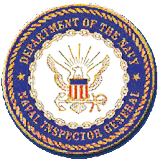 DEPARTMENT OF THE NAVY
NAVAL INSPECTOR GENERAL